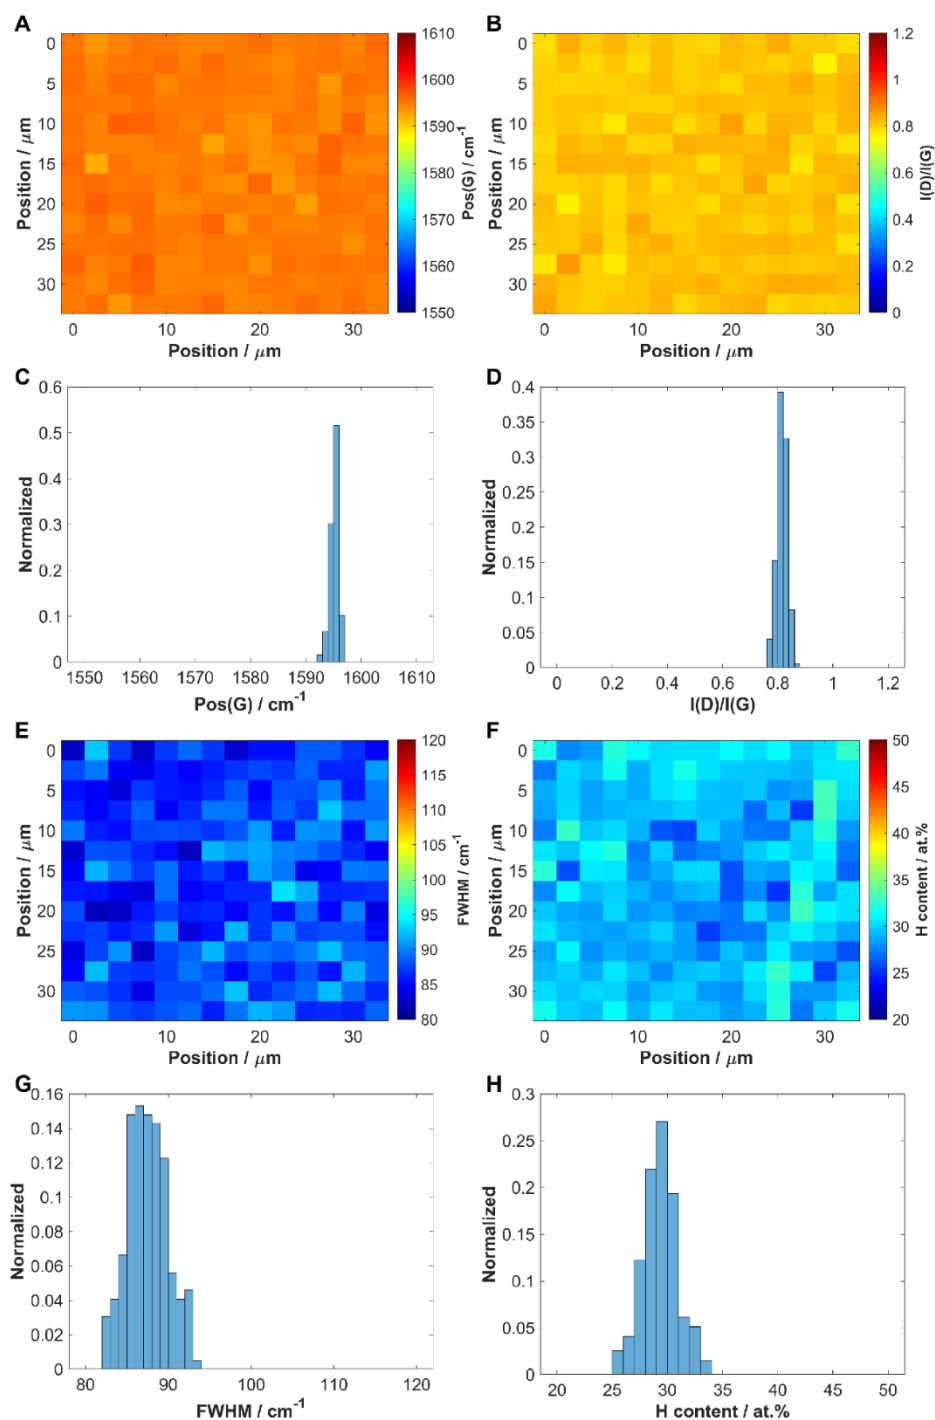 A
0
5
10
15
20
25
30
Position / μm
0 10 20 30
Position / μm
1610
1600
1590
1580
1570
1560
1550
Pos(G) / cm⁻¹
B
0
5
10
15
20
25
30
Position / μm
0 10 20 30
Position / μm
1.2
1
0.8
0.6
0.4
0.2
0
I(D)/I(G)
C
0.6
0.5
0.4
0.3
0.2
0.1
0
Normalized
1550 1560 1570 1580 1590 1600 1610
Pos(G) / cm⁻¹
D
0.4
0.35
0.3
0.25
0.2
0.15
0.1
0.05
0
Normalized
0 0.2 0.4 0.6 0.8 1 1.2
I(D)/I(G)
E
0
5
10
15
20
25
30
Position / μm
0 10 20 30
Position / μm
120
115
110
105
100
95
90
85
80
FWHM / cm⁻¹
F
0
5
10
15
20
25
30
Position / μm
0 10 20 30
Position / μm
50
45
40
35
30
25
20
H content / at.%
G
0.16
0.14
0.12
0.1
0.08
0.06
0.04
0.02
0
Normalized
80 90 100 110 120
FWHM / cm⁻¹
H
0.3
0.25
0.2
0.15
0.1
0.05
0
Normalized
20 25 30 35 40 45 50
H content / at.%